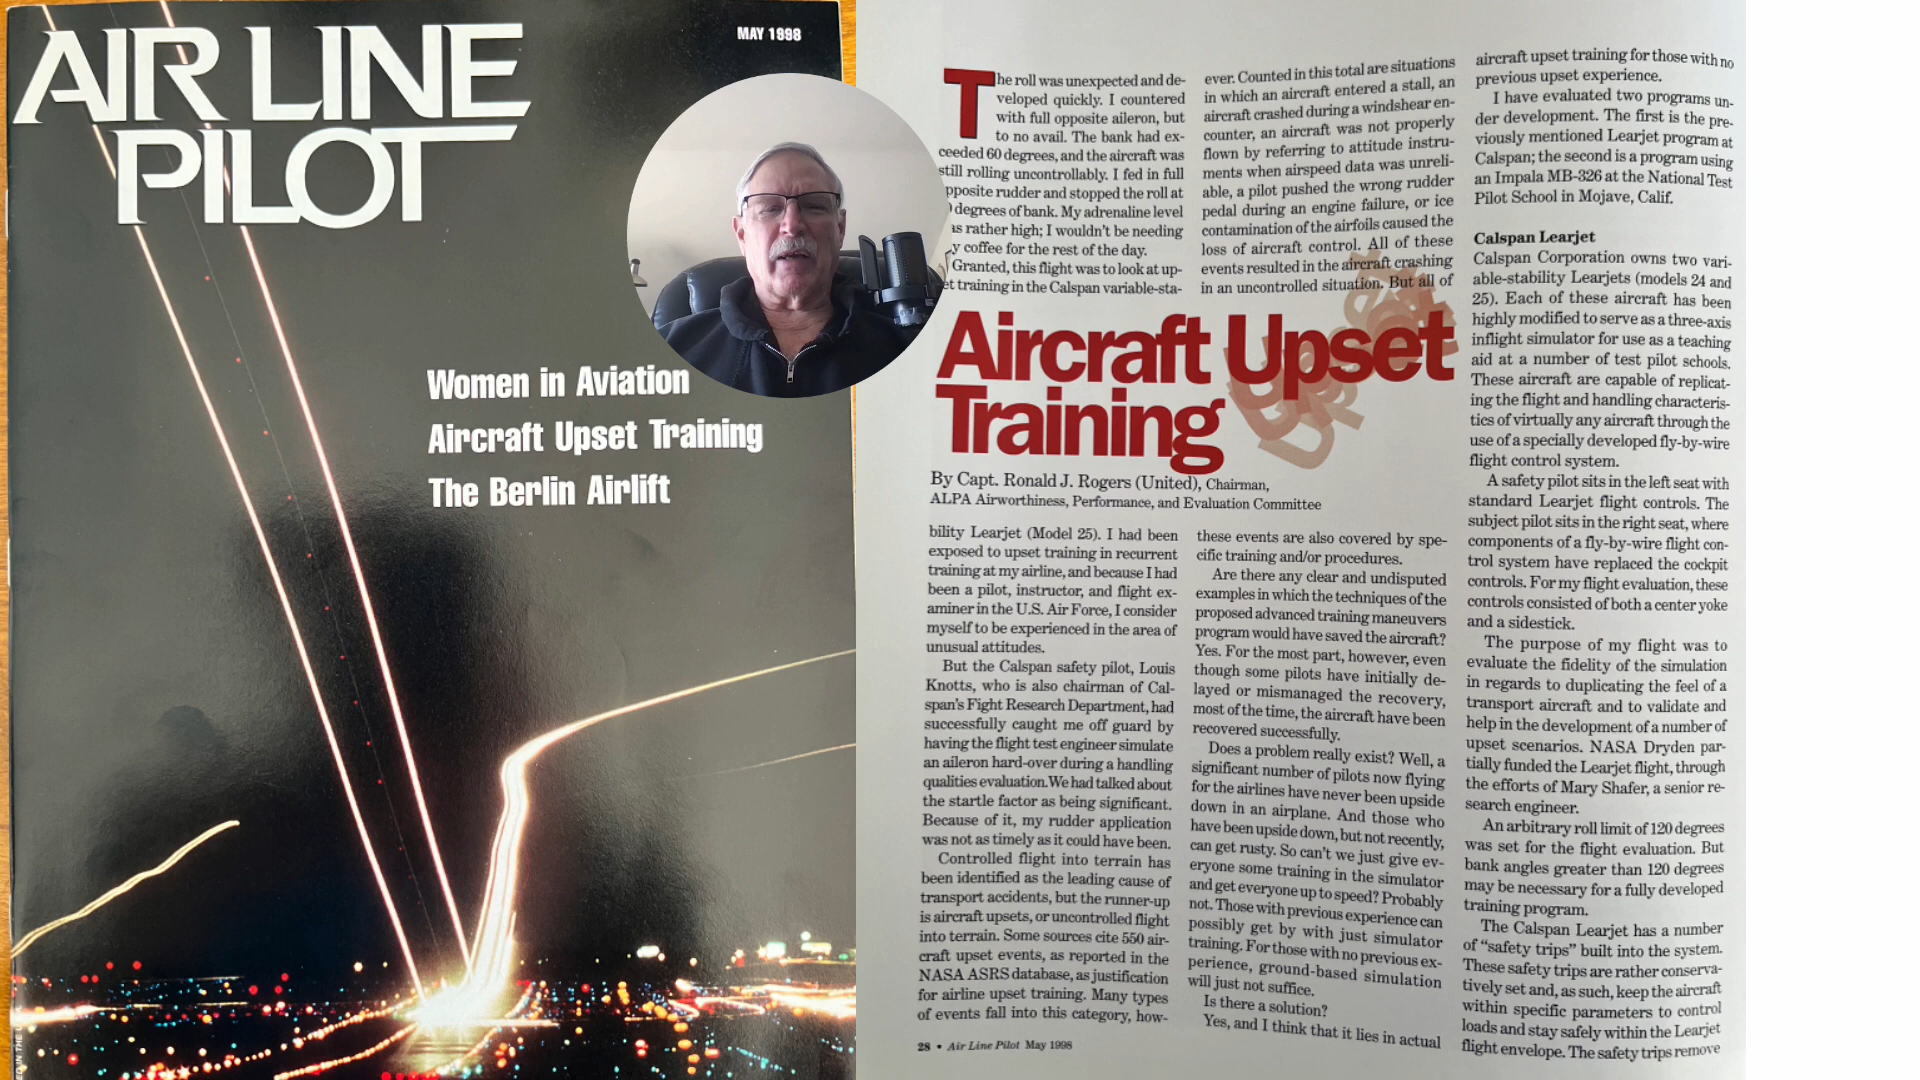 AIR LINE
PILOT
MAY 1998
Women in Aviation
Aircraft Upset Training
The Berlin Airlift
The roll was unexpected and de-
veloped quickly. I countered
with full opposite aileron, but
to no avail. The bank had ex-
ceeded 60 degrees, and the aircraft was
still rolling uncontrollably. I fed in full
pposite rudder and stopped the roll at
degrees of bank. My adrenaline level
as rather high; I wouldn't be needing
y coffee for the rest of the day.
Granted, this flight was to look at up-
et training in the Calspan variable-sta-
ever. Counted in this total are situations
in which an aircraft entered a stall, an
aircraft crashed during a windshear en-
counter, an aircraft was not properly
flown by referring to attitude instru-
ments when airspeed data was unreli-
able, a pilot pushed the wrong rudder
pedal during an engine failure, or ice
contamination of the airfoils caused the
loss of aircraft control. All of these
events resulted in the aircraft crashing
in an uncontrolled situation. But all of
Aircraft Upset
Training
By Capt. Ronald J. Rogers (United), Chairman,
ALPA Airworthiness, Performance, and Evaluation Committee
bility Learjet (Model 25). I had been
exposed to upset training in recurrent
training at my airline, and because I had
been a pilot, instructor, and flight ex-
aminer in the U.S. Air Force, I consider
myself to be experienced in the area of
unusual attitudes.
But the Calspan safety pilot, Louis
Knotts, who is also chairman of Cal-
span's Fight Research Department, had
successfully caught me off guard by
having the flight test engineer simulate
an aileron hard-over during a handling
qualities evaluation.We had talked about
the startle factor as being significant.
Because of it, my rudder application
was not as timely as it could have been.
Controlled flight into terrain has
been identified as the leading cause of
transport accidents, but the runner-up
is aircraft upsets, or uncontrolled flight
into terrain. Some sources cite 550 air-
craft upset events, as reported in the
NASA ASRS database, as justification
for airline upset training. Many types
of events fall into this category, how-
these events are also covered by spe-
cific training and/or procedures.
Are there any clear and undisputed
examples in which the techniques of the
proposed advanced training maneuvers
program would have saved the aircraft?
Yes. For the most part, however, even
though some pilots have initially de-
layed or mismanaged the recovery,
most of the time, the aircraft have been
recovered successfully.
Does a problem really exist? Well, a
significant number of pilots now flying
for the airlines have never been upside
down in an airplane. And those who
have been upside down, but not recently,
can get rusty. So can't we just give ev-
eryone some training in the simulator
and get everyone up to speed? Probably
not. Those with previous experience can
possibly get by with just simulator
training. For those with no previous ex-
perience, ground-based simulation
will just not suffice.
Is there a solution?
Yes, and I think that it lies in actual
aircraft upset training for those with no
previous upset experience.
I have evaluated two programs un-
der development. The first is the pre-
viously mentioned Learjet program at
Calspan; the second is a program using
an Impala MB-326 at the National Test
Pilot School in Mojave, Calif.
Calspan Learjet
Calspan Corporation owns two vari-
able-stability Learjets (models 24 and
25). Each of these aircraft has been
highly modified to serve as a three-axis
inflight simulator for use as a teaching
aid at a number of test pilot schools.
These aircraft are capable of replicat-
ing the flight and handling characteris-
tics of virtually any aircraft through the
use of a specially developed fly-by-wire
flight control system.
A safety pilot sits in the left seat with
standard Learjet flight controls. The
subject pilot sits in the right seat, where
components of a fly-by-wire flight con-
trol system have replaced the cockpit
controls. For my flight evaluation, these
controls consisted of both a center yoke
and a sidestick.
The purpose of my flight was to
evaluate the fidelity of the simulation
in regards to duplicating the feel of a
transport aircraft and to validate and
help in the development of a number of
upset scenarios. NASA Dryden par-
tially funded the Learjet flight, through
the efforts of Mary Shafer, a senior re-
search engineer.
An arbitrary roll limit of 120 degrees
was set for the flight evaluation. But
bank angles greater than 120 degrees
may be necessary for a fully developed
training program.
The Calspan Learjet has a number
of "safety trips" built into the system.
These safety trips are rather conserva-
tively set and, as such, keep the aircraft
within specific parameters to control
loads and stay safely within the Learjet
flight envelope. The safety trips remove
28 • Air Line Pilot May 1998